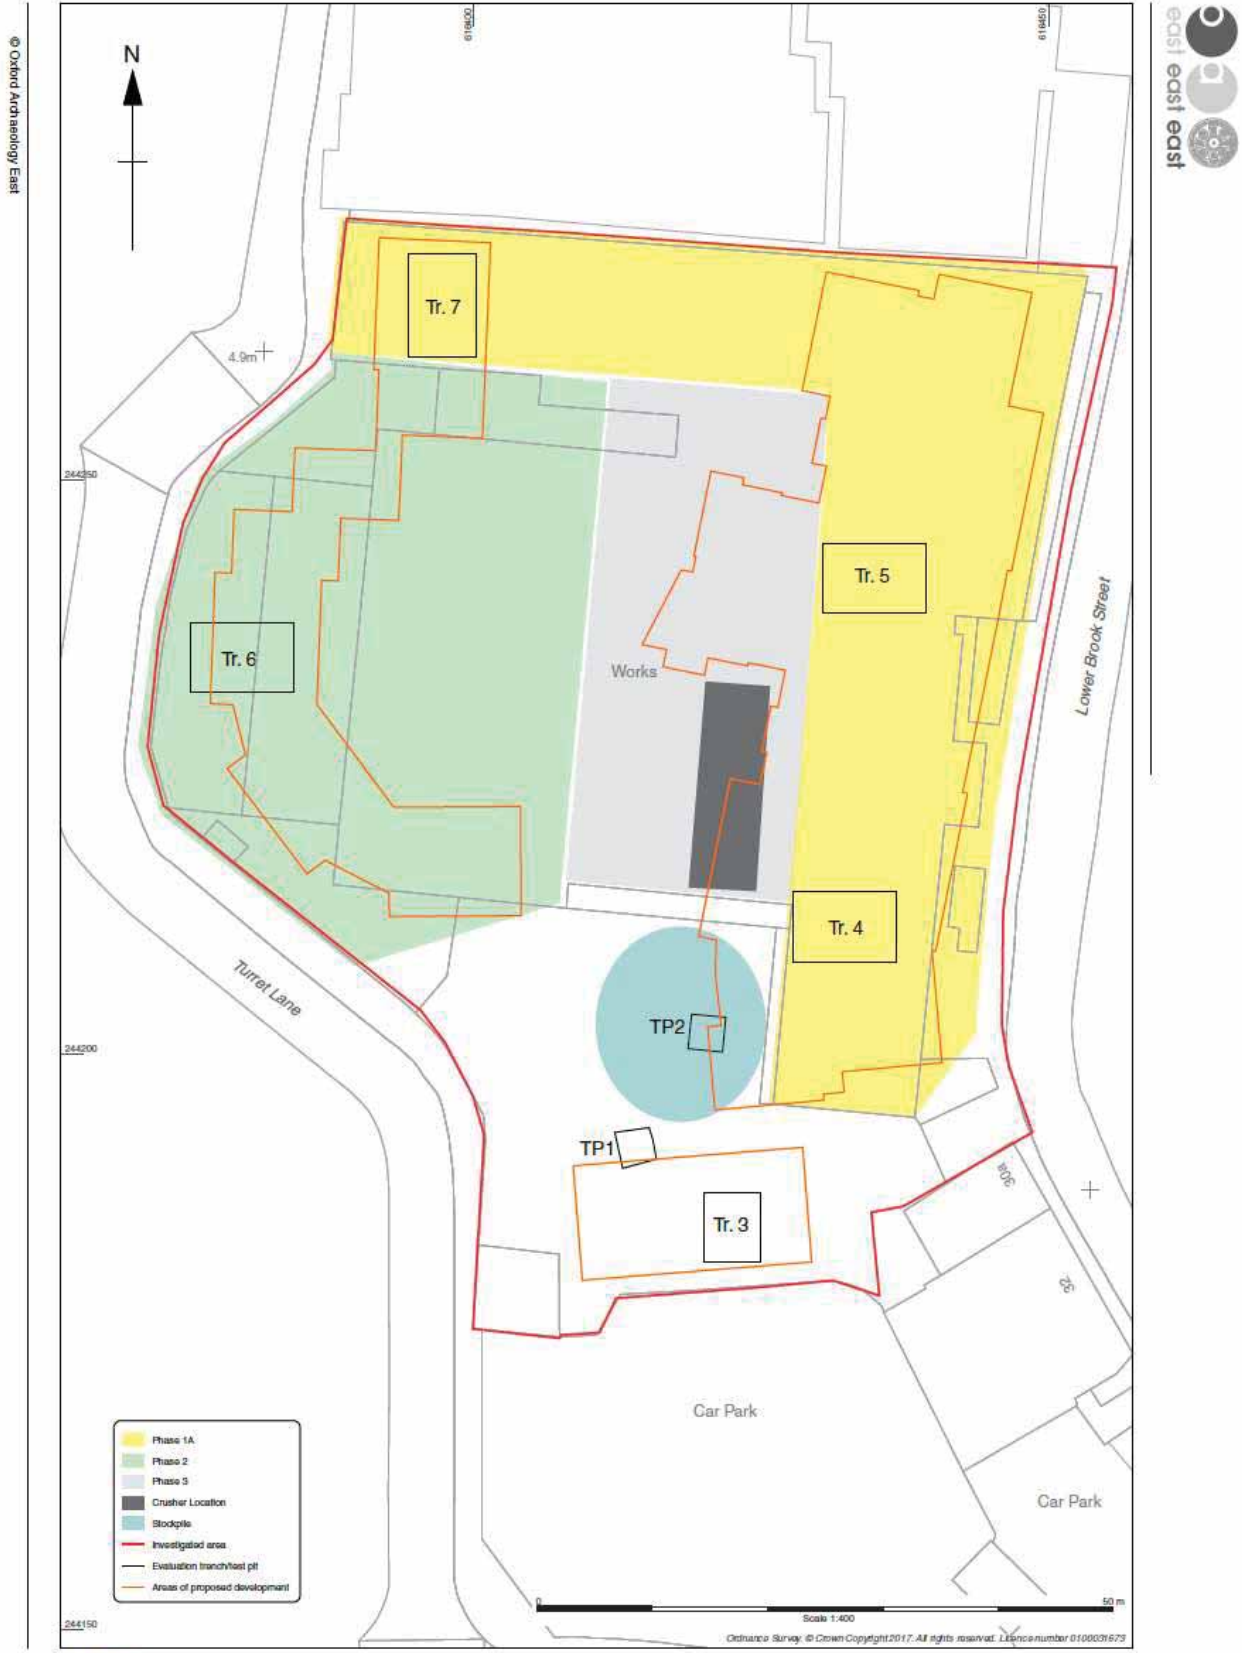 © Oxford Archaeology East
east east east
N
619400
619450
4.9m
244250
244200
244150
Tr. 7
Tr. 5
Works
Tr. 6
Lower Brook Street
Tr. 4
Turret Lane
TP2
TP1
Tr. 3
30a
32
Car Park
Car Park
Phase 1A
Phase 2
Phase 3
Crusher Location
Stockpile
Investigated area
Evaluation trench/test pit
Areas of proposed development
0
50 m
Scale 1:400
Ordnance Survey. © Crown Copyright 2017. All rights reserved. Licence number 0100031673